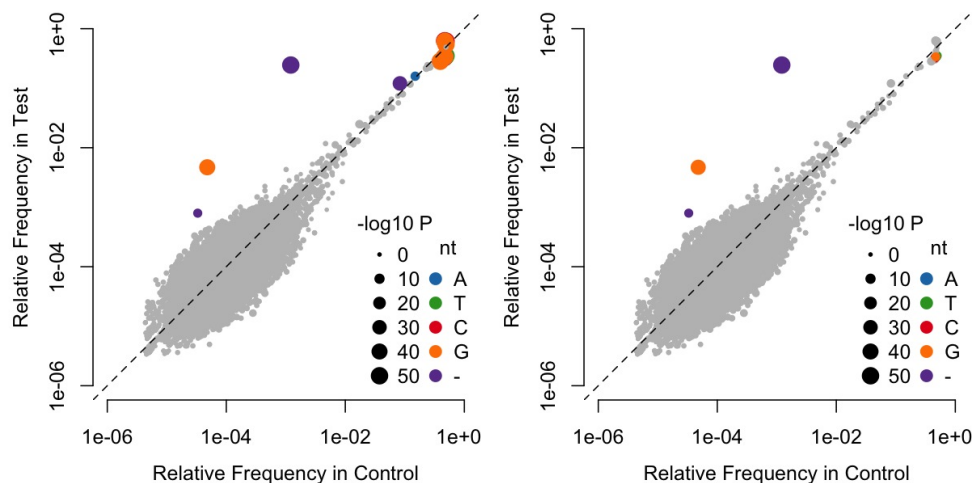 1e+0
1e-02
1e-04
1e-06
Relative Frequency in Test
-log10 P
nt
0
10 A
20 T
30 C
40 G
50 -
1e-06 1e-04 1e-02 1e+0
Relative Frequency in Control
1e+0
1e-02
1e-04
1e-06
Relative Frequency in Test
-log10 P
nt
0
10 A
20 T
30 C
40 G
50 -
1e-06 1e-04 1e-02 1e+0
Relative Frequency in Control